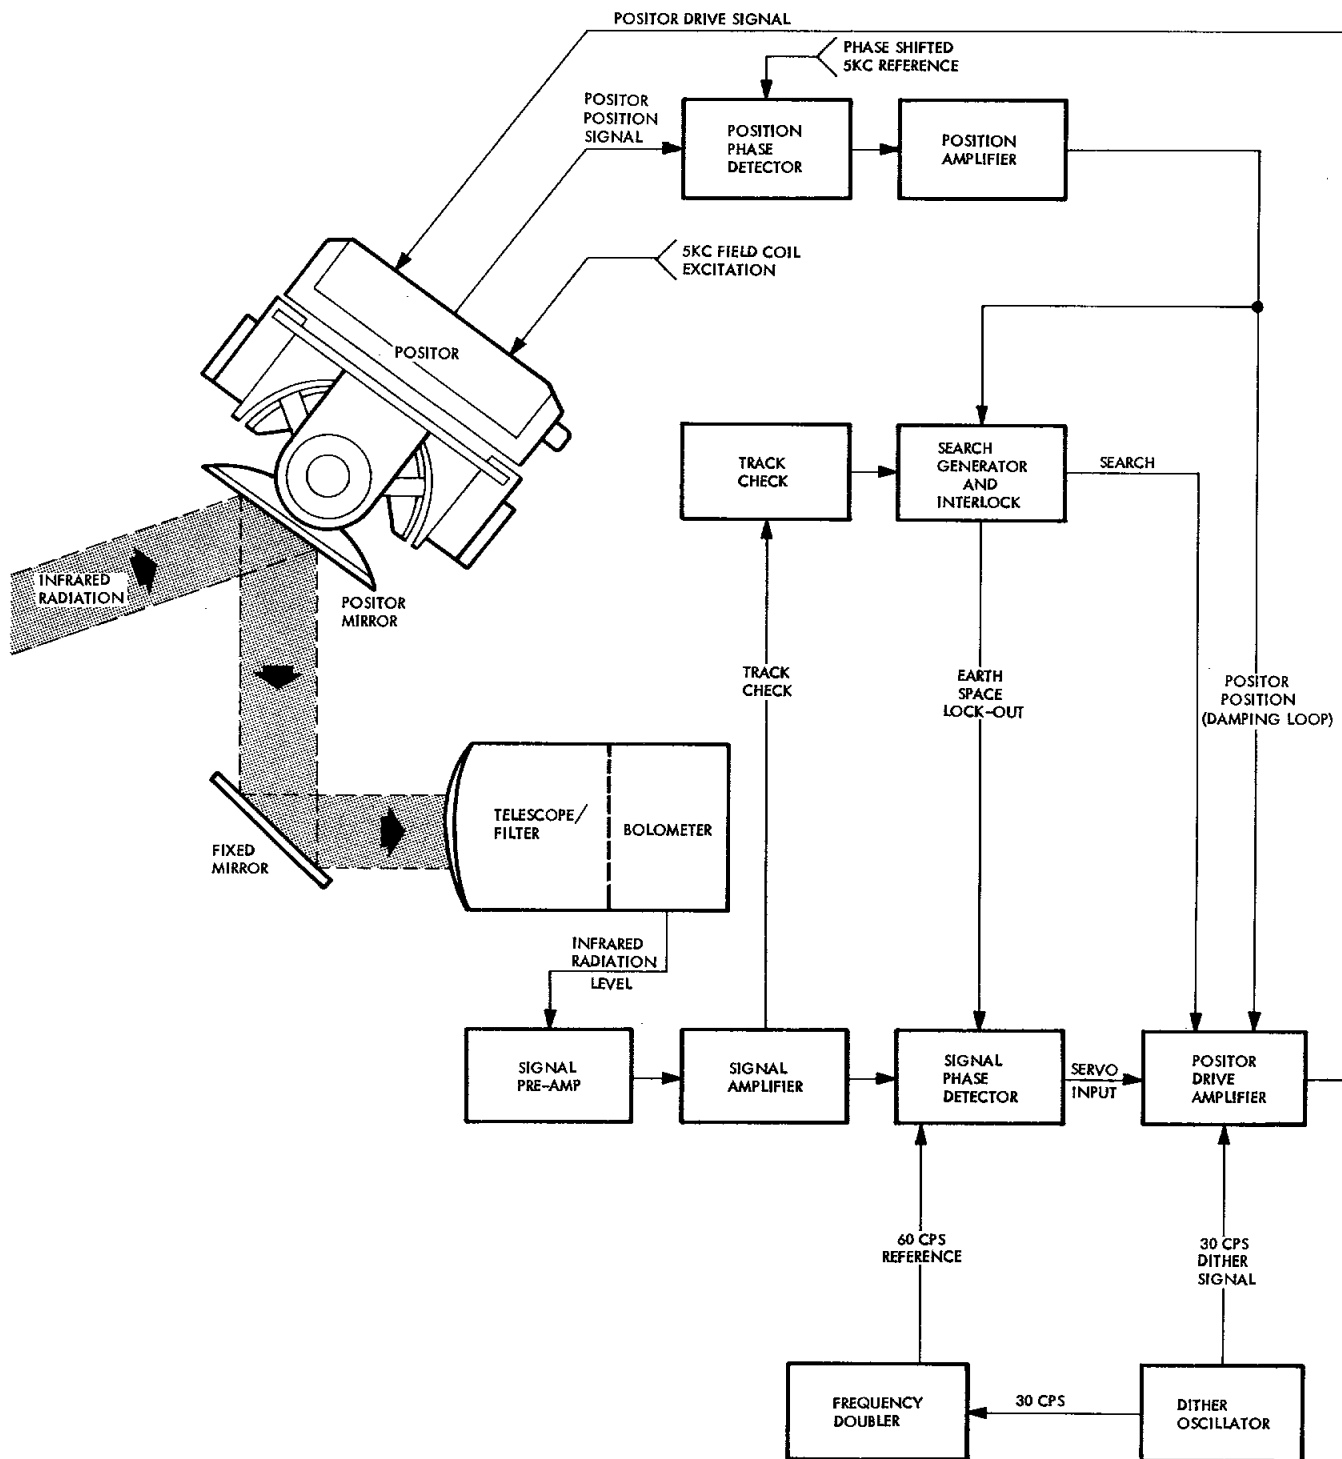 POSITOR DRIVE SIGNAL
PHASE SHIFTED
5KC REFERENCE
POSITOR
POSITION
SIGNAL
POSITION
PHASE
DETECTOR
POSITION
AMPLIFIER
5KC FIELD COIL
EXCITATION
POSITOR
TRACK
CHECK
SEARCH
GENERATOR
AND
INTERLOCK
SEARCH
INFRARED
RADIATION
POSITOR
MIRROR
TRACK
CHECK
EARTH
SPACE
LOCK-OUT
POSITOR
POSITION
(DAMPING LOOP)
TELESCOPE/
FILTER
BOLOMETER
FIXED
MIRROR
INFRARED
RADIATION
LEVEL
SIGNAL
PRE-AMP
SIGNAL
AMPLIFIER
SIGNAL
PHASE
DETECTOR
SERVO
INPUT
POSITOR
DRIVE
AMPLIFIER
60 CPS
REFERENCE
30 CPS
DITHER
SIGNAL
FREQUENCY
DOUBLER
30 CPS
DITHER
OSCILLATOR